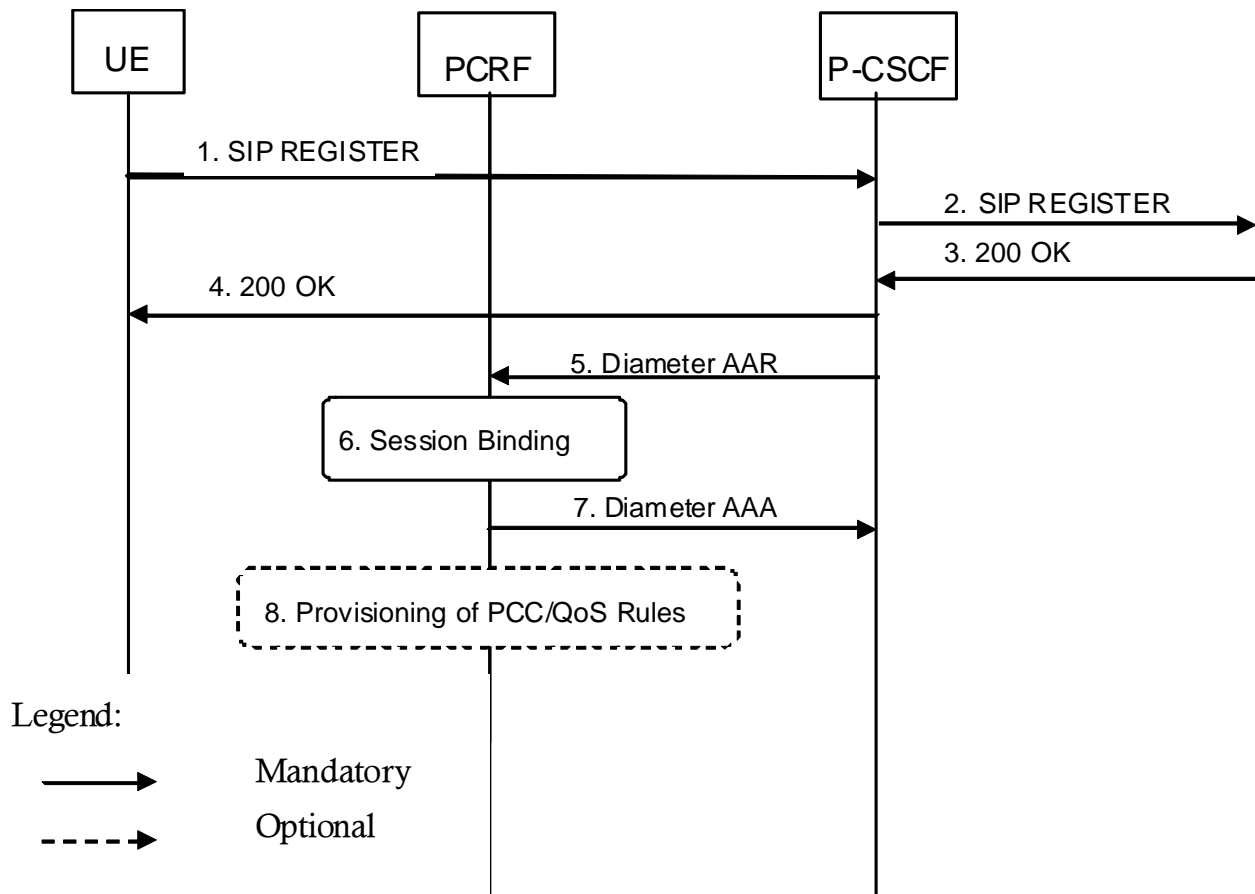 UE
PCRF
P-CSCF
1. SIP REGISTER
2. SIP REGISTER
3. 200 OK
4. 200 OK
5. Diameter AAR
6. Session Binding
7. Diameter AAA
8. Provisioning of PCC/QoS Rules
Legend:
Mandatory
Optional